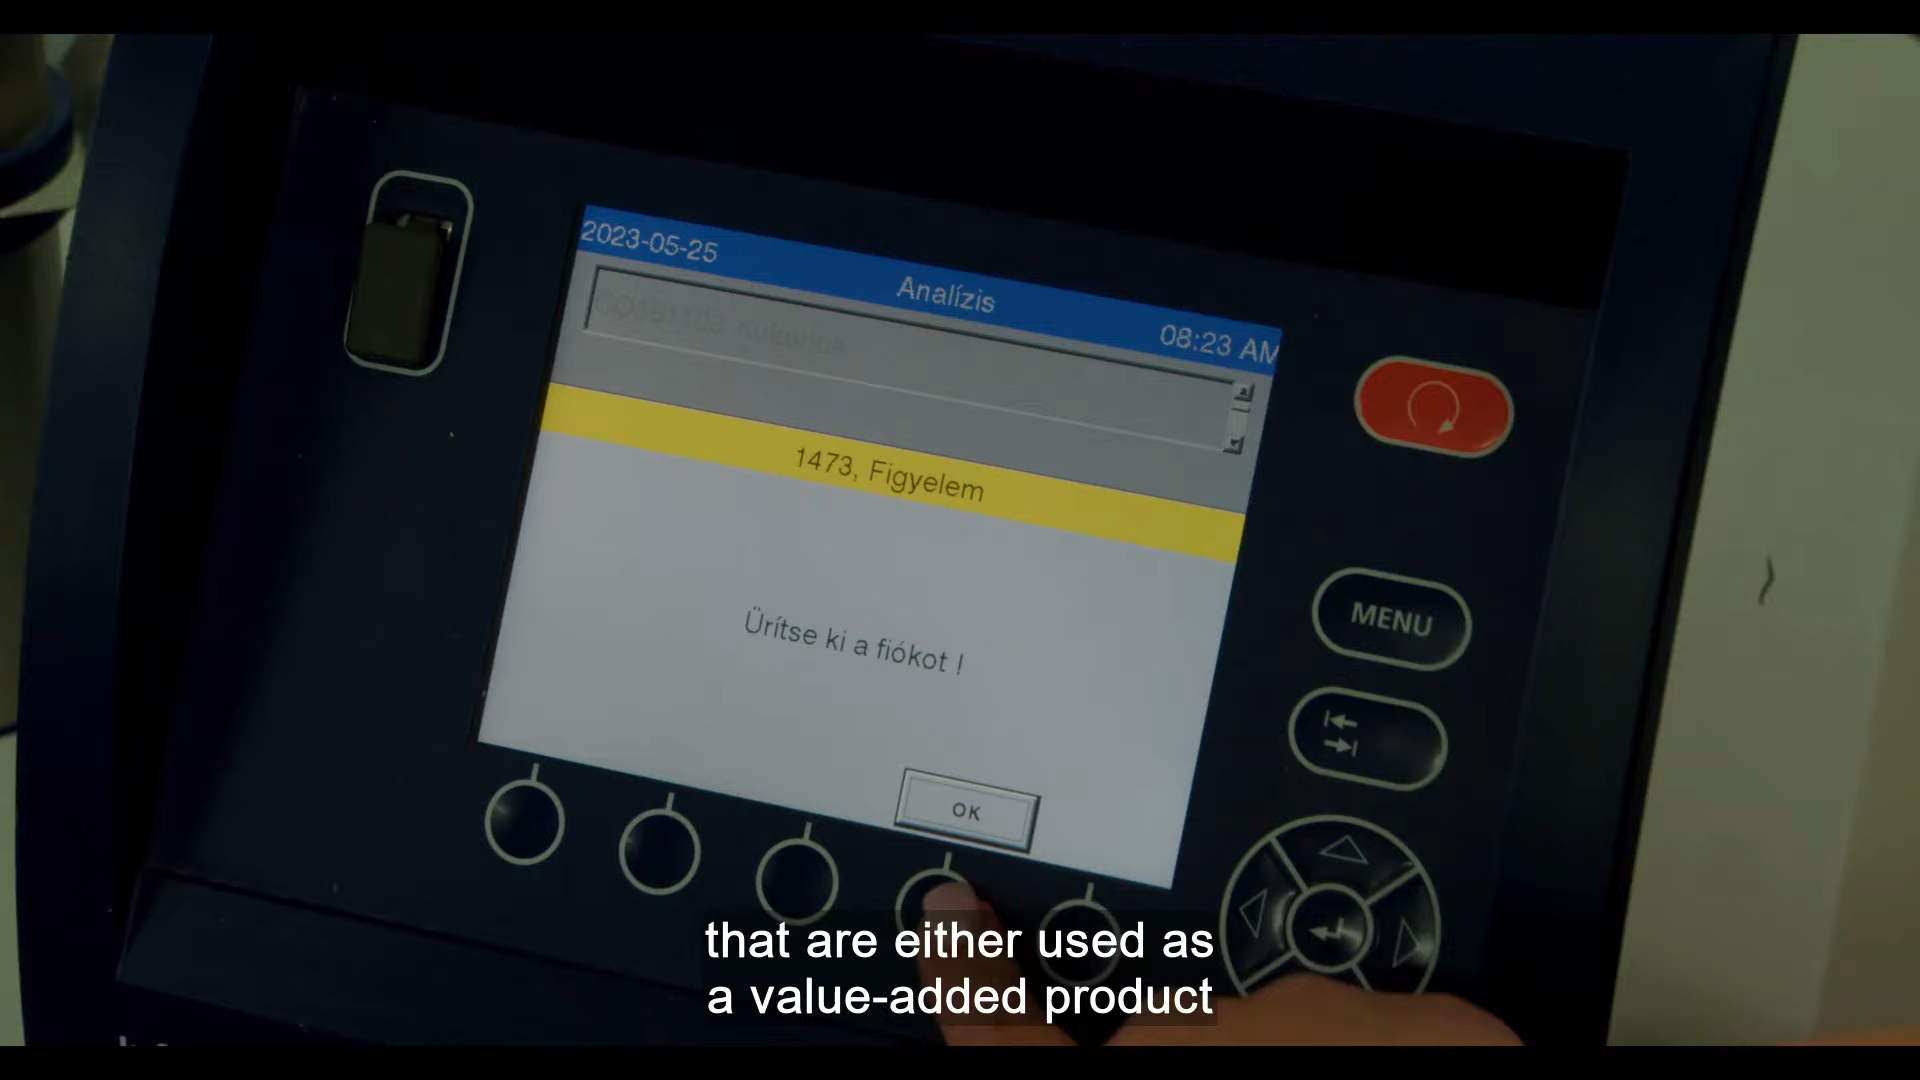 2023-05-25
Analízis
08:23 AM
1473, Figyelem
Ürítse ki a fiókot !
OK
MENU
that are either used as
a value-added product